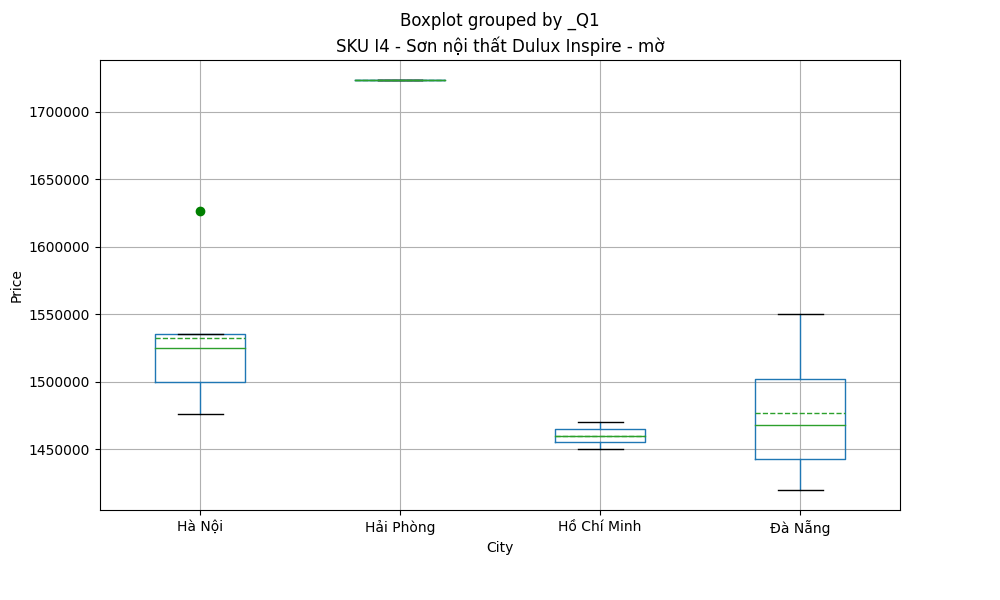 Boxplot grouped by _Q1
SKU I4 - Sơn nội thất Dulux Inspire - mờ
1700000
1650000
1600000
1550000
1500000
1450000
Price
Hà Nội
Hải Phòng
Hồ Chí Minh
Đà Nẵng
City